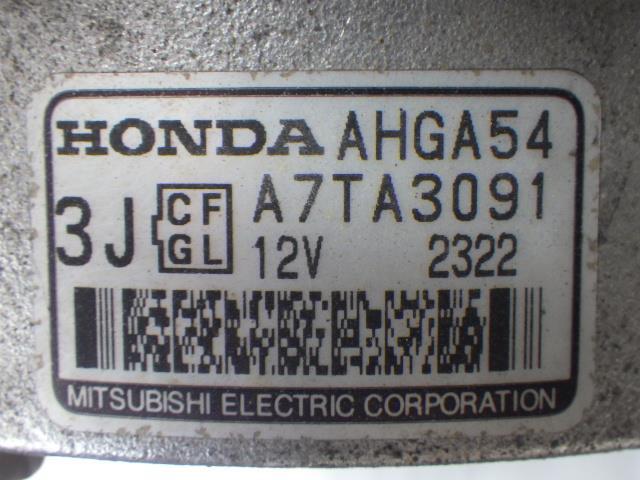 HONDA AHGA54
3J CF A7TA3091
GL 12V 2322
MITSUBISHI ELECTRIC CORPORATION